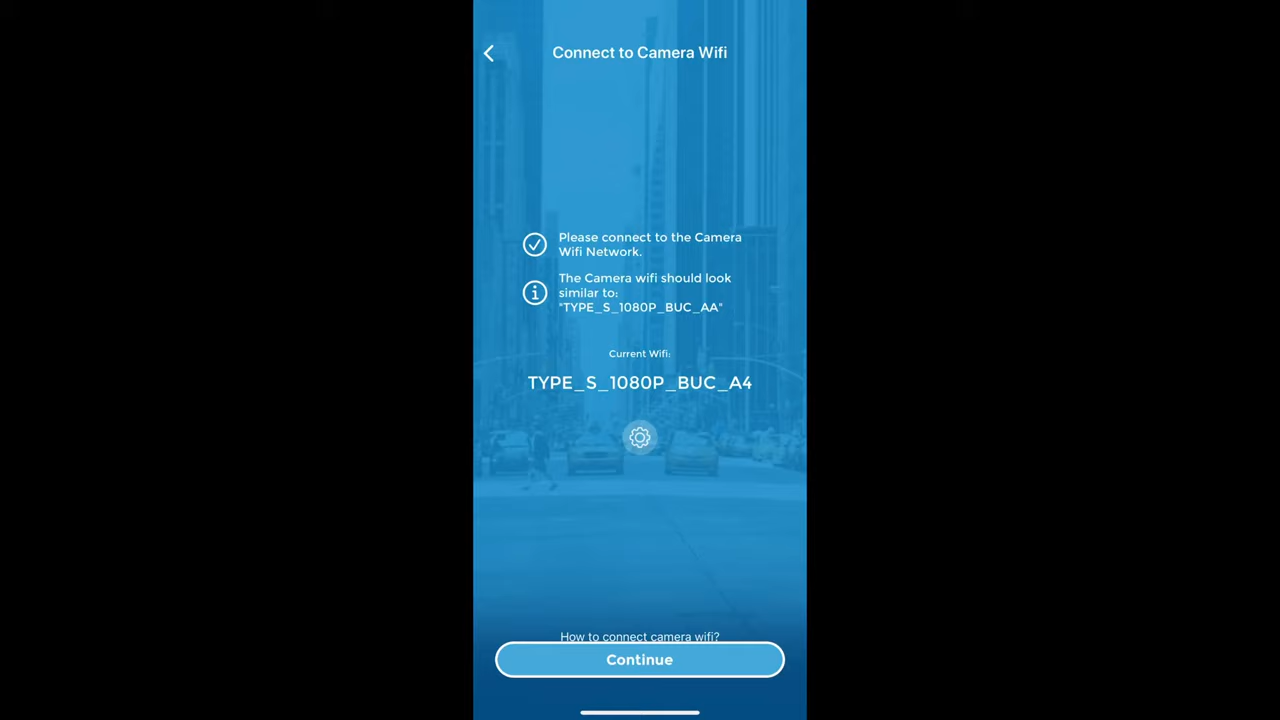 Connect to Camera Wifi
Please connect to the Camera
Wifi Network.
The Camera wifi should look
similar to:
"TYPE_S_1080P_BUC_AA"
Current Wifi:
TYPE_S_1080P_BUC_A4
How to connect camera wifi?
Continue